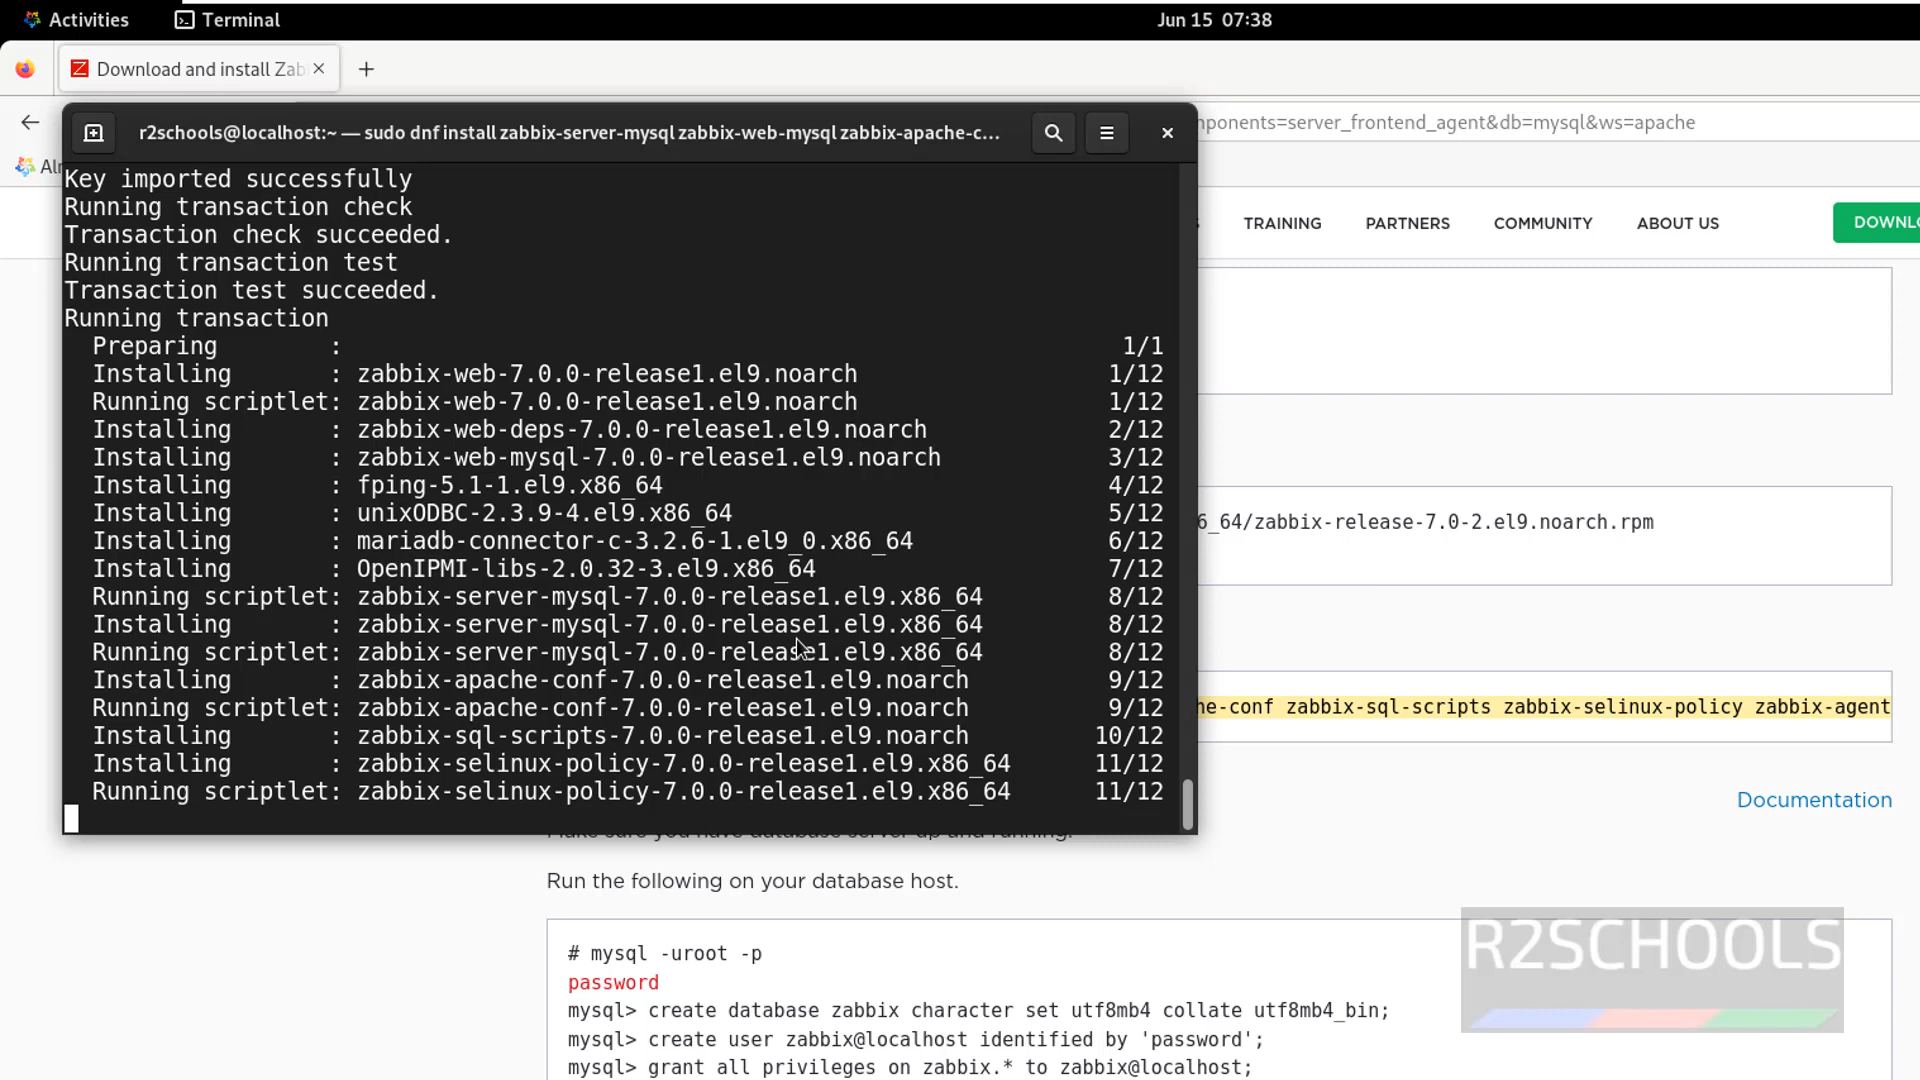 Activities
Terminal
Jun 15 07:38
Download and install Zab
r2schools@localhost:~ — sudo dnf install zabbix-server-mysql zabbix-web-mysql zabbix-apache-c...
ponents=server_frontend_agent&db=mysql&ws=apache
TRAINING
PARTNERS
COMMUNITY
ABOUT US
DOWNLO
Key imported successfully
Running transaction check
Transaction check succeeded.
Running transaction test
Transaction test succeeded.
Running transaction
Preparing : 1/1
Installing : zabbix-web-7.0.0-release1.el9.noarch 1/12
Running scriptlet: zabbix-web-7.0.0-release1.el9.noarch 1/12
Installing : zabbix-web-deps-7.0.0-release1.el9.noarch 2/12
Installing : zabbix-web-mysql-7.0.0-release1.el9.noarch 3/12
Installing : fping-5.1-1.el9.x86_64 4/12
Installing : unixODBC-2.3.9-4.el9.x86_64 5/12
Installing : mariadb-connector-c-3.2.6-1.el9_0.x86_64 6/12
Installing : OpenIPMI-libs-2.0.32-3.el9.x86_64 7/12
Running scriptlet: zabbix-server-mysql-7.0.0-release1.el9.x86_64 8/12
Installing : zabbix-server-mysql-7.0.0-release1.el9.x86_64 8/12
Running scriptlet: zabbix-server-mysql-7.0.0-release1.el9.x86_64 8/12
Installing : zabbix-apache-conf-7.0.0-release1.el9.noarch 9/12
Running scriptlet: zabbix-apache-conf-7.0.0-release1.el9.noarch 9/12
Installing : zabbix-sql-scripts-7.0.0-release1.el9.noarch 10/12
Installing : zabbix-selinux-policy-7.0.0-release1.el9.x86_64 11/12
Running scriptlet: zabbix-selinux-policy-7.0.0-release1.el9.x86_64 11/12
6_64/zabbix-release-7.0-2.el9.noarch.rpm
he-conf zabbix-sql-scripts zabbix-selinux-policy zabbix-agent
Documentation
Make sure you have database server up and running.
Run the following on your database host.
# mysql -uroot -p
password
mysql> create database zabbix character set utf8mb4 collate utf8mb4_bin;
mysql> create user zabbix@localhost identified by 'password';
mysql> grant all privileges on zabbix.* to zabbix@localhost;
R2SCHOOLS